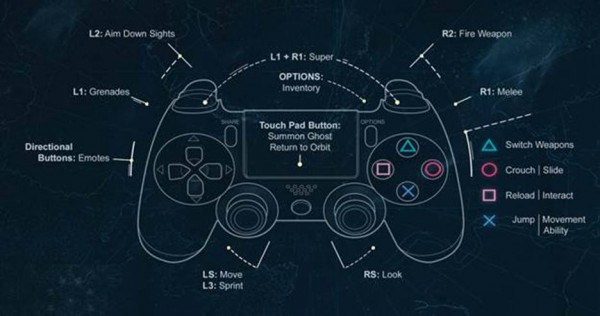 L2: Aim Down Sights
R2: Fire Weapon
L1 + R1: Super
OPTIONS:
Inventory
L1: Grenades
R1: Melee
SHARE
OPTIONS
Touch Pad Button:
Summon Ghost
Return to Orbit
Directional
Buttons: Emotes
Switch Weapons
Crouch | Slide
Reload | Interact
Jump | Movement
Ability
LS: Move
L3: Sprint
RS: Look